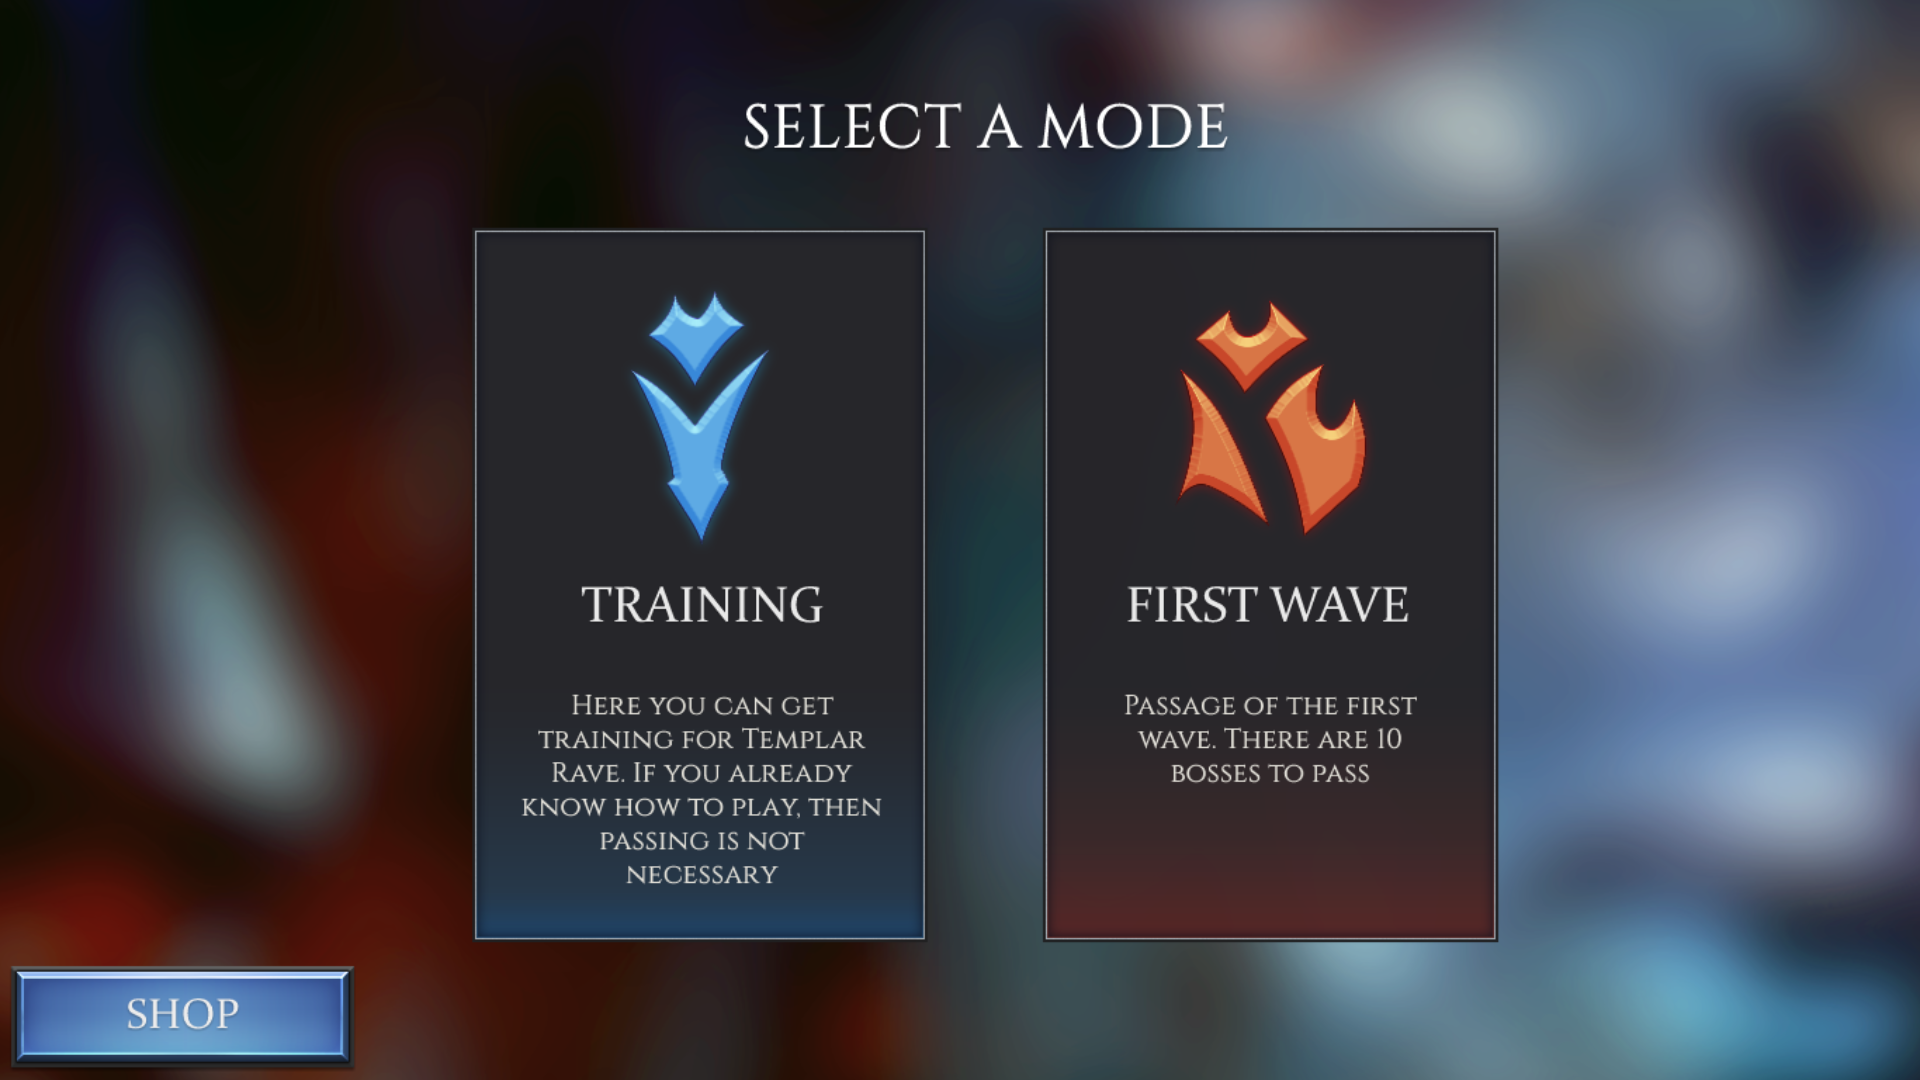 SELECT A MODE
TRAINING
HERE YOU CAN GET
TRAINING FOR TEMPLAR
RAVE. IF YOU ALREADY
KNOW HOW TO PLAY, THEN
PASSING IS NOT
NECESSARY
FIRST WAVE
PASSAGE OF THE FIRST
WAVE. THERE ARE 10
BOSSES TO PASS
SHOP